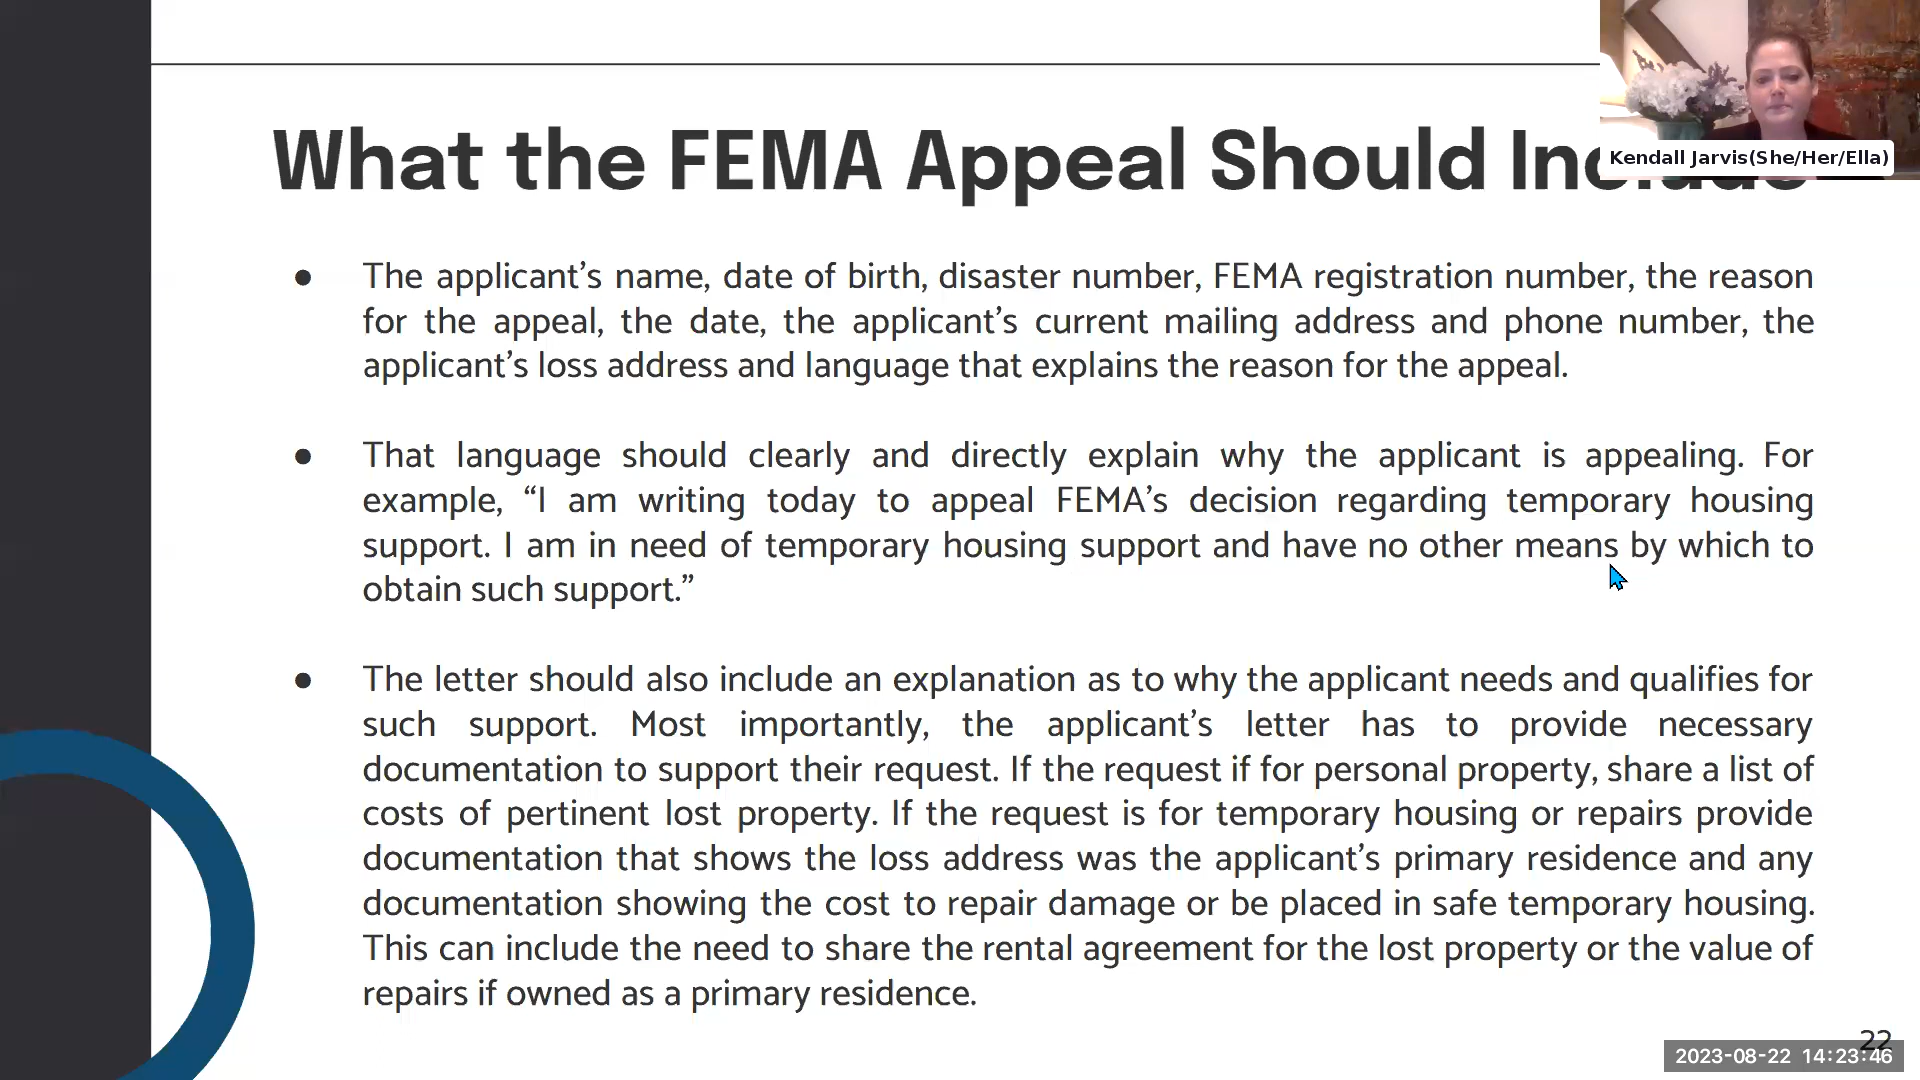 What the FEMA Appeal Should Include
Kendall Jarvis(She/Her/Ella)
● The applicant’s name, date of birth, disaster number, FEMA registration number, the reason
for the appeal, the date, the applicant’s current mailing address and phone number, the
applicant’s loss address and language that explains the reason for the appeal.
● That language should clearly and directly explain why the applicant is appealing. For
example, “I am writing today to appeal FEMA’s decision regarding temporary housing
support. I am in need of temporary housing support and have no other means by which to
obtain such support.”
● The letter should also include an explanation as to why the applicant needs and qualifies for
such support. Most importantly, the applicant’s letter has to provide necessary
documentation to support their request. If the request if for personal property, share a list of
costs of pertinent lost property. If the request is for temporary housing or repairs provide
documentation that shows the loss address was the applicant’s primary residence and any
documentation showing the cost to repair damage or be placed in safe temporary housing.
This can include the need to share the rental agreement for the lost property or the value of
repairs if owned as a primary residence.
22
2023-08-22 14:23:46